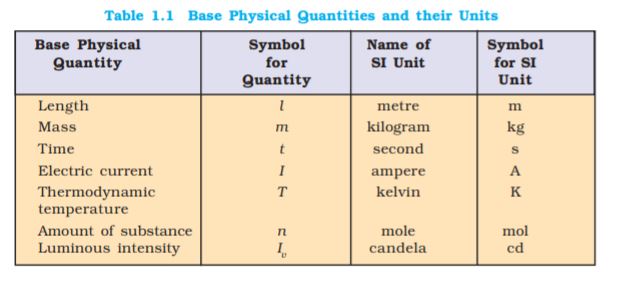 Table 1.1 Base Physical Quantities and their Units
Base Physical Quantity Symbol for Quantity Name of SI Unit Symbol for SI Unit
Length l metre m
Mass m kilogram kg
Time t second s
Electric current I ampere A
Thermodynamic temperature T kelvin K
Amount of substance n mole mol
Luminous intensity Iᵥ candela cd